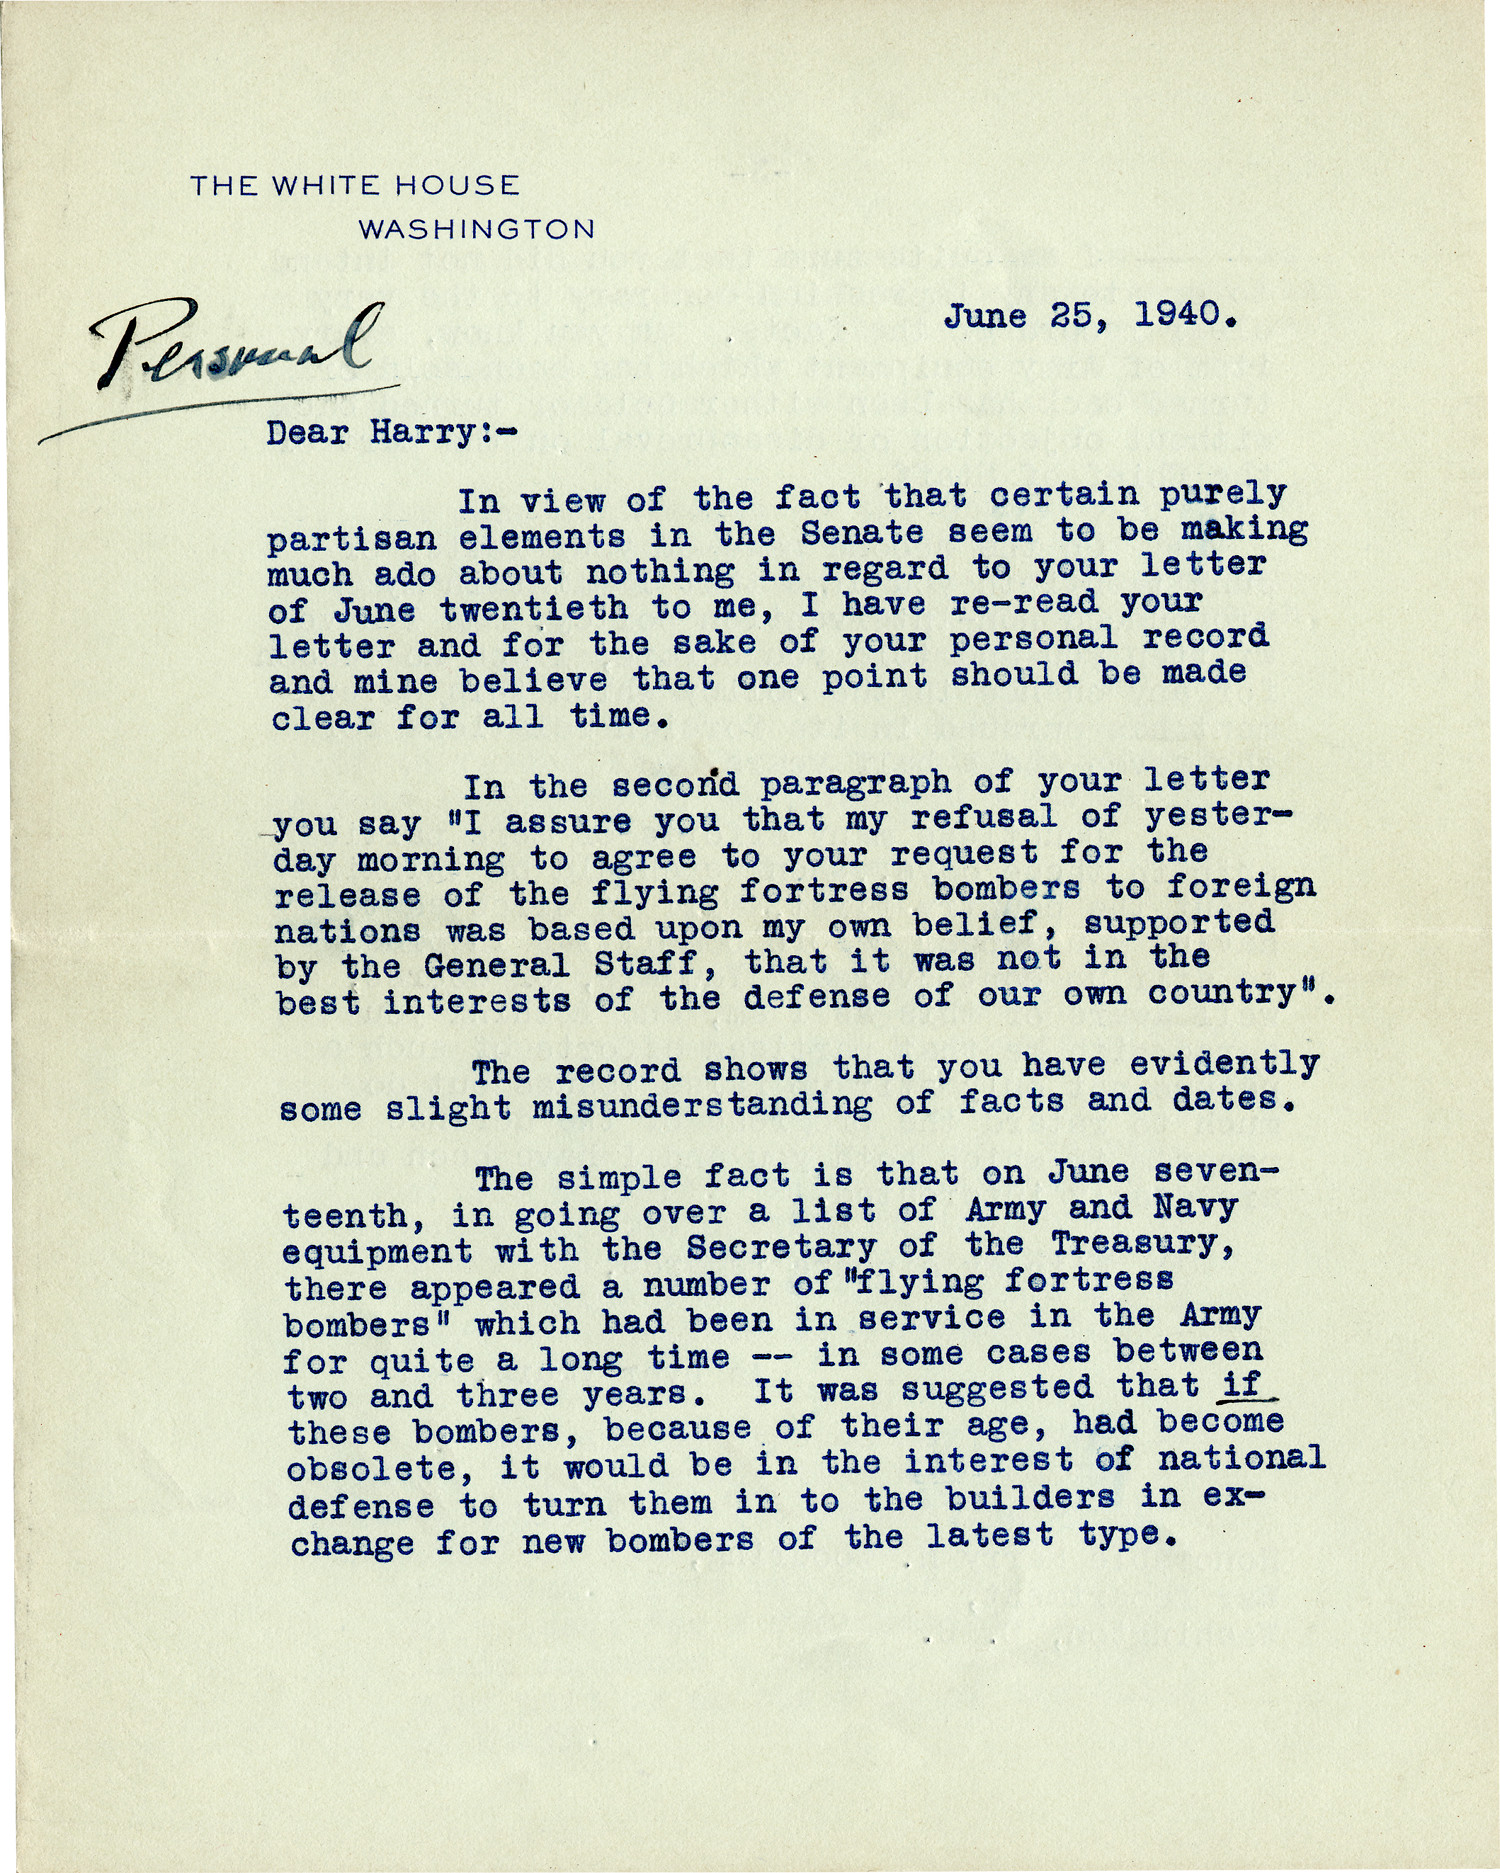 THE WHITE HOUSE
WASHINGTON
June 25, 1940.
Personal
Dear Harry:-
In view of the fact that certain purely
partisan elements in the Senate seem to be making
much ado about nothing in regard to your letter
of June twentieth to me, I have re-read your
letter and for the sake of your personal record
and mine believe that one point should be made
clear for all time.
In the second paragraph of your letter
you say "I assure you that my refusal of yester-
day morning to agree to your request for the
release of the flying fortress bombers to foreign
nations was based upon my own belief, supported
by the General Staff, that it was not in the
best interests of the defense of our own country".
The record shows that you have evidently
some slight misunderstanding of facts and dates.
The simple fact is that on June seven-
teenth, in going over a list of Army and Navy
equipment with the Secretary of the Treasury,
there appeared a number of "flying fortress
bombers" which had been in service in the Army
for quite a long time -- in some cases between
two and three years. It was suggested that if
these bombers, because of their age, had become
obsolete, it would be in the interest of national
defense to turn them in to the builders in ex-
change for new bombers of the latest type.